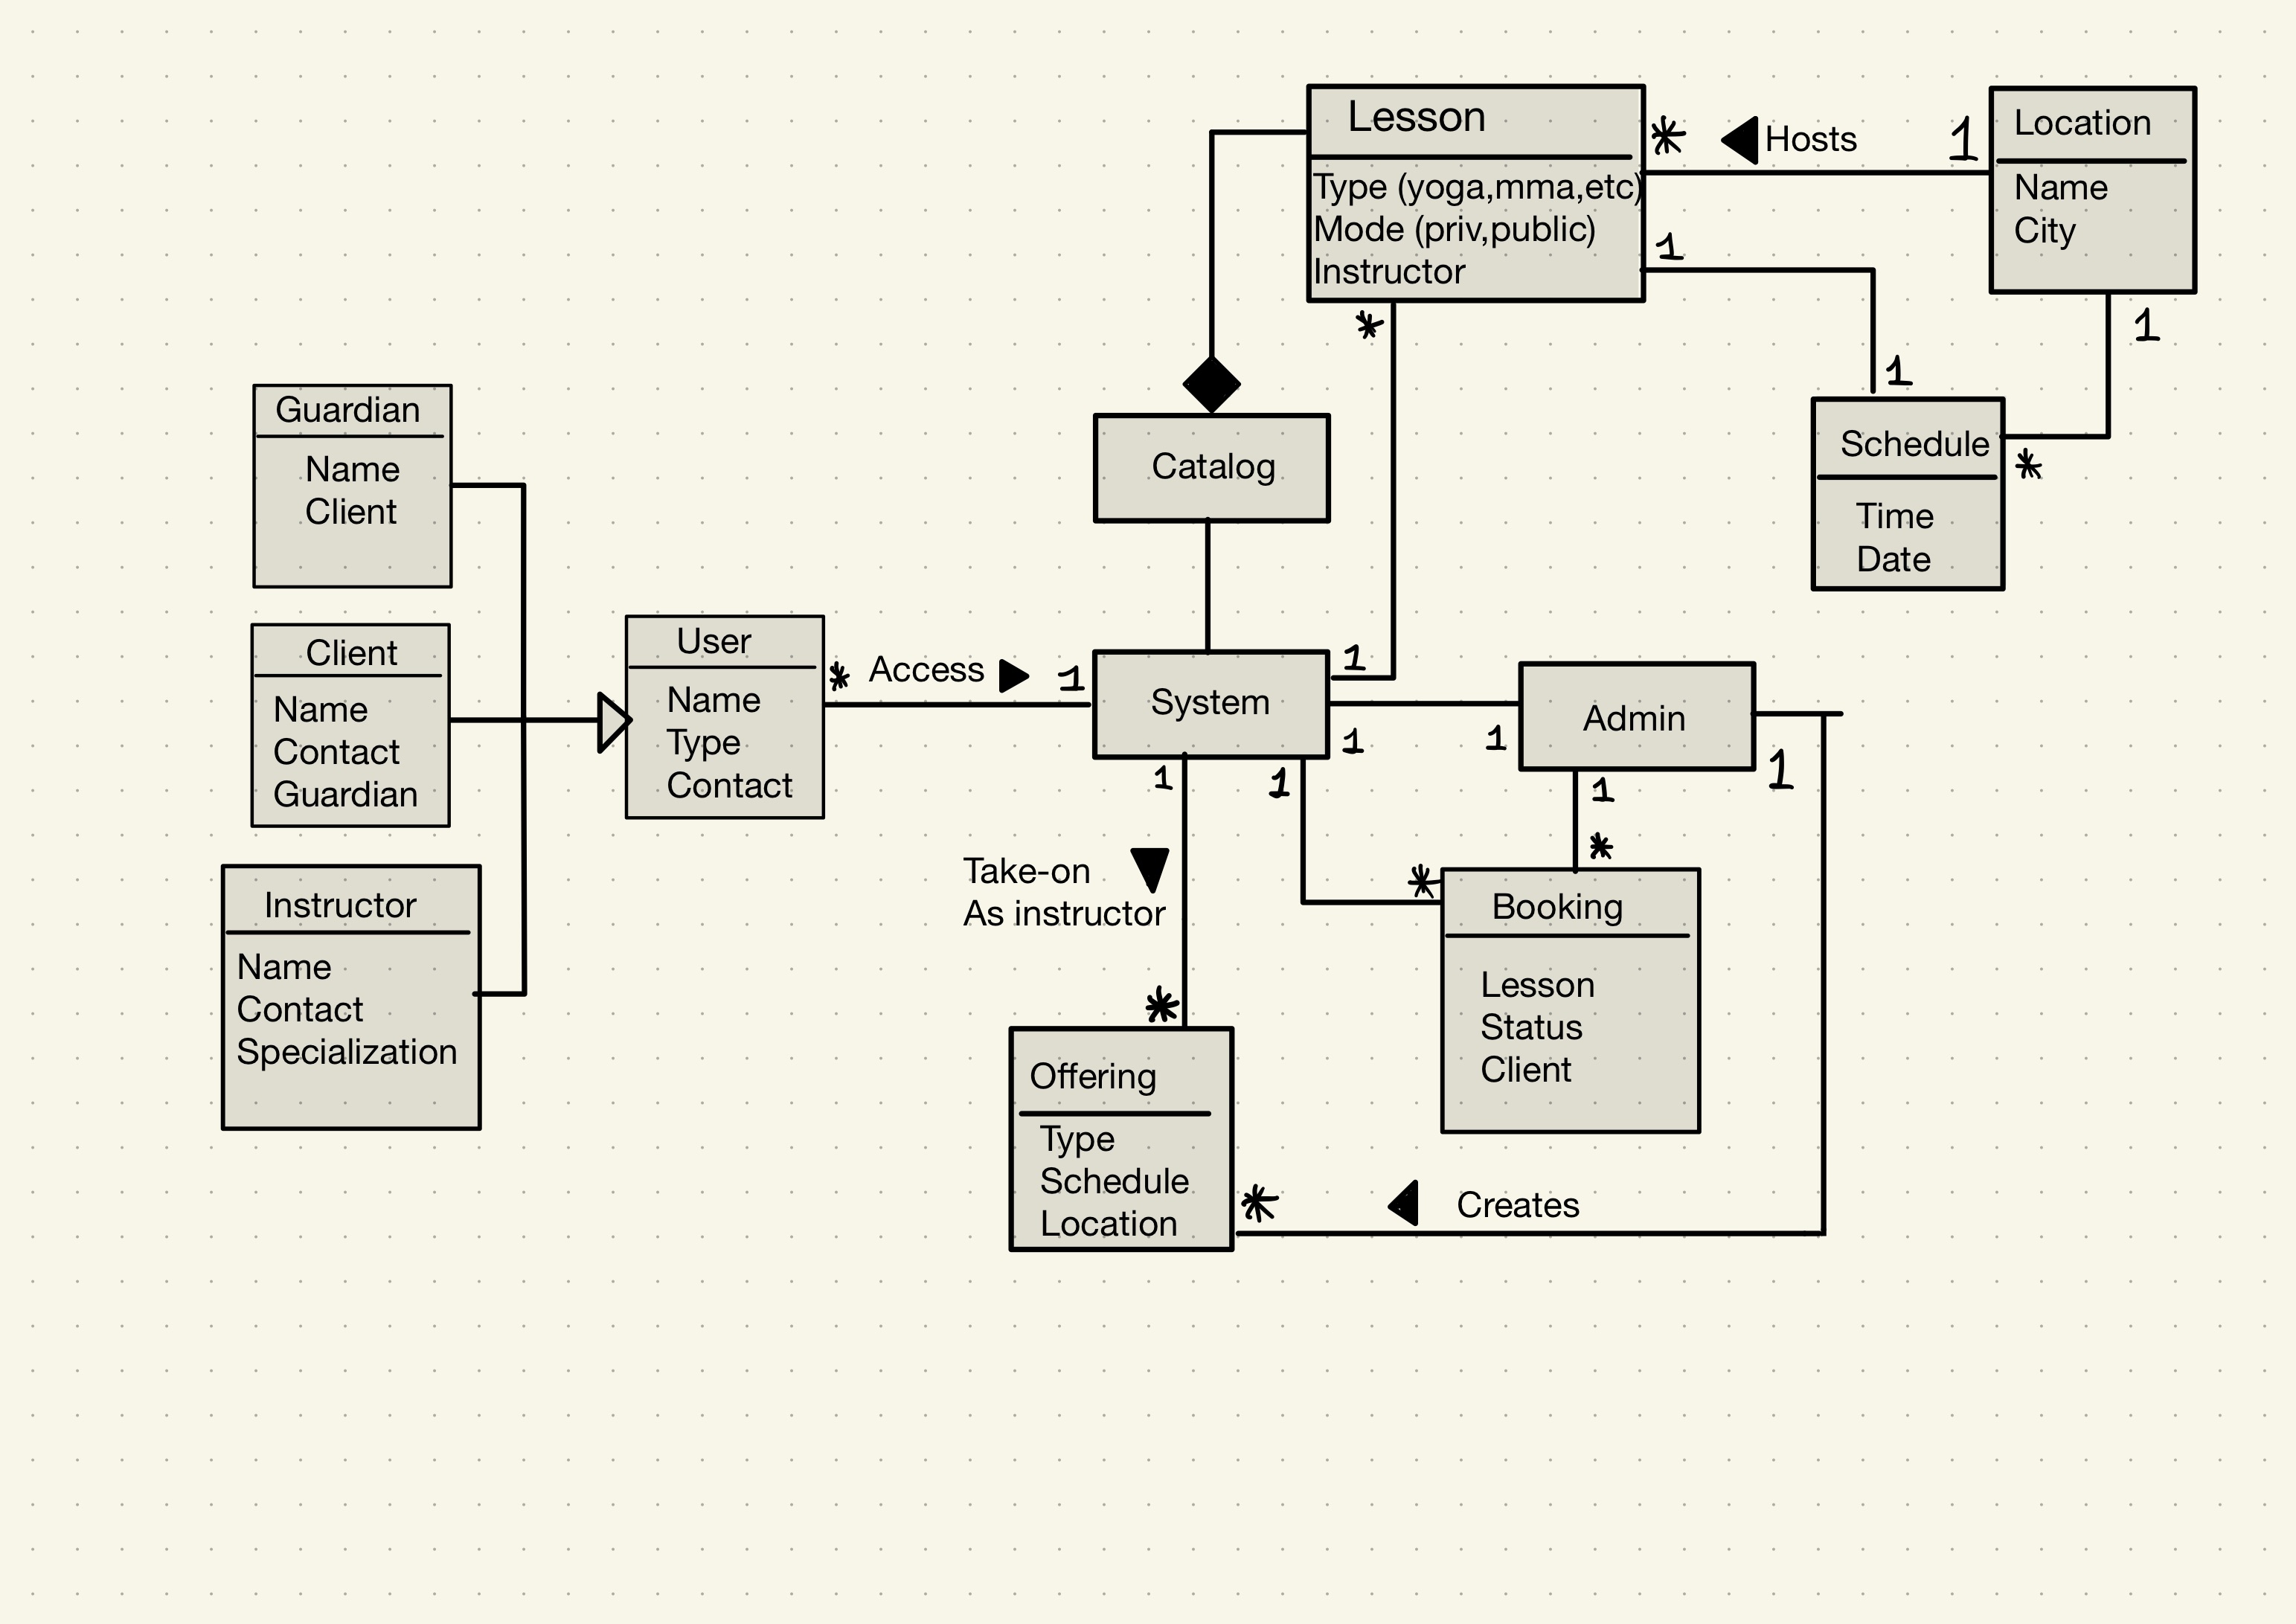 Lesson
Type (yoga,mma,etc)
Mode (priv,public)
Instructor
* Hosts 1
Location
Name
City
1
1
*
1
Schedule
*
Time
Date
Catalog
Guardian
Name
Client
Client
Name
Contact
Guardian
Instructor
Name
Contact
Specialization
User
Name
Type
Contact
* Access 1
System
1
1
1
Admin
1
1
1
1
*
Take-on
As instructor
*
*
Booking
Lesson
Status
Client
Offering
Type
Schedule
Location
* Creates